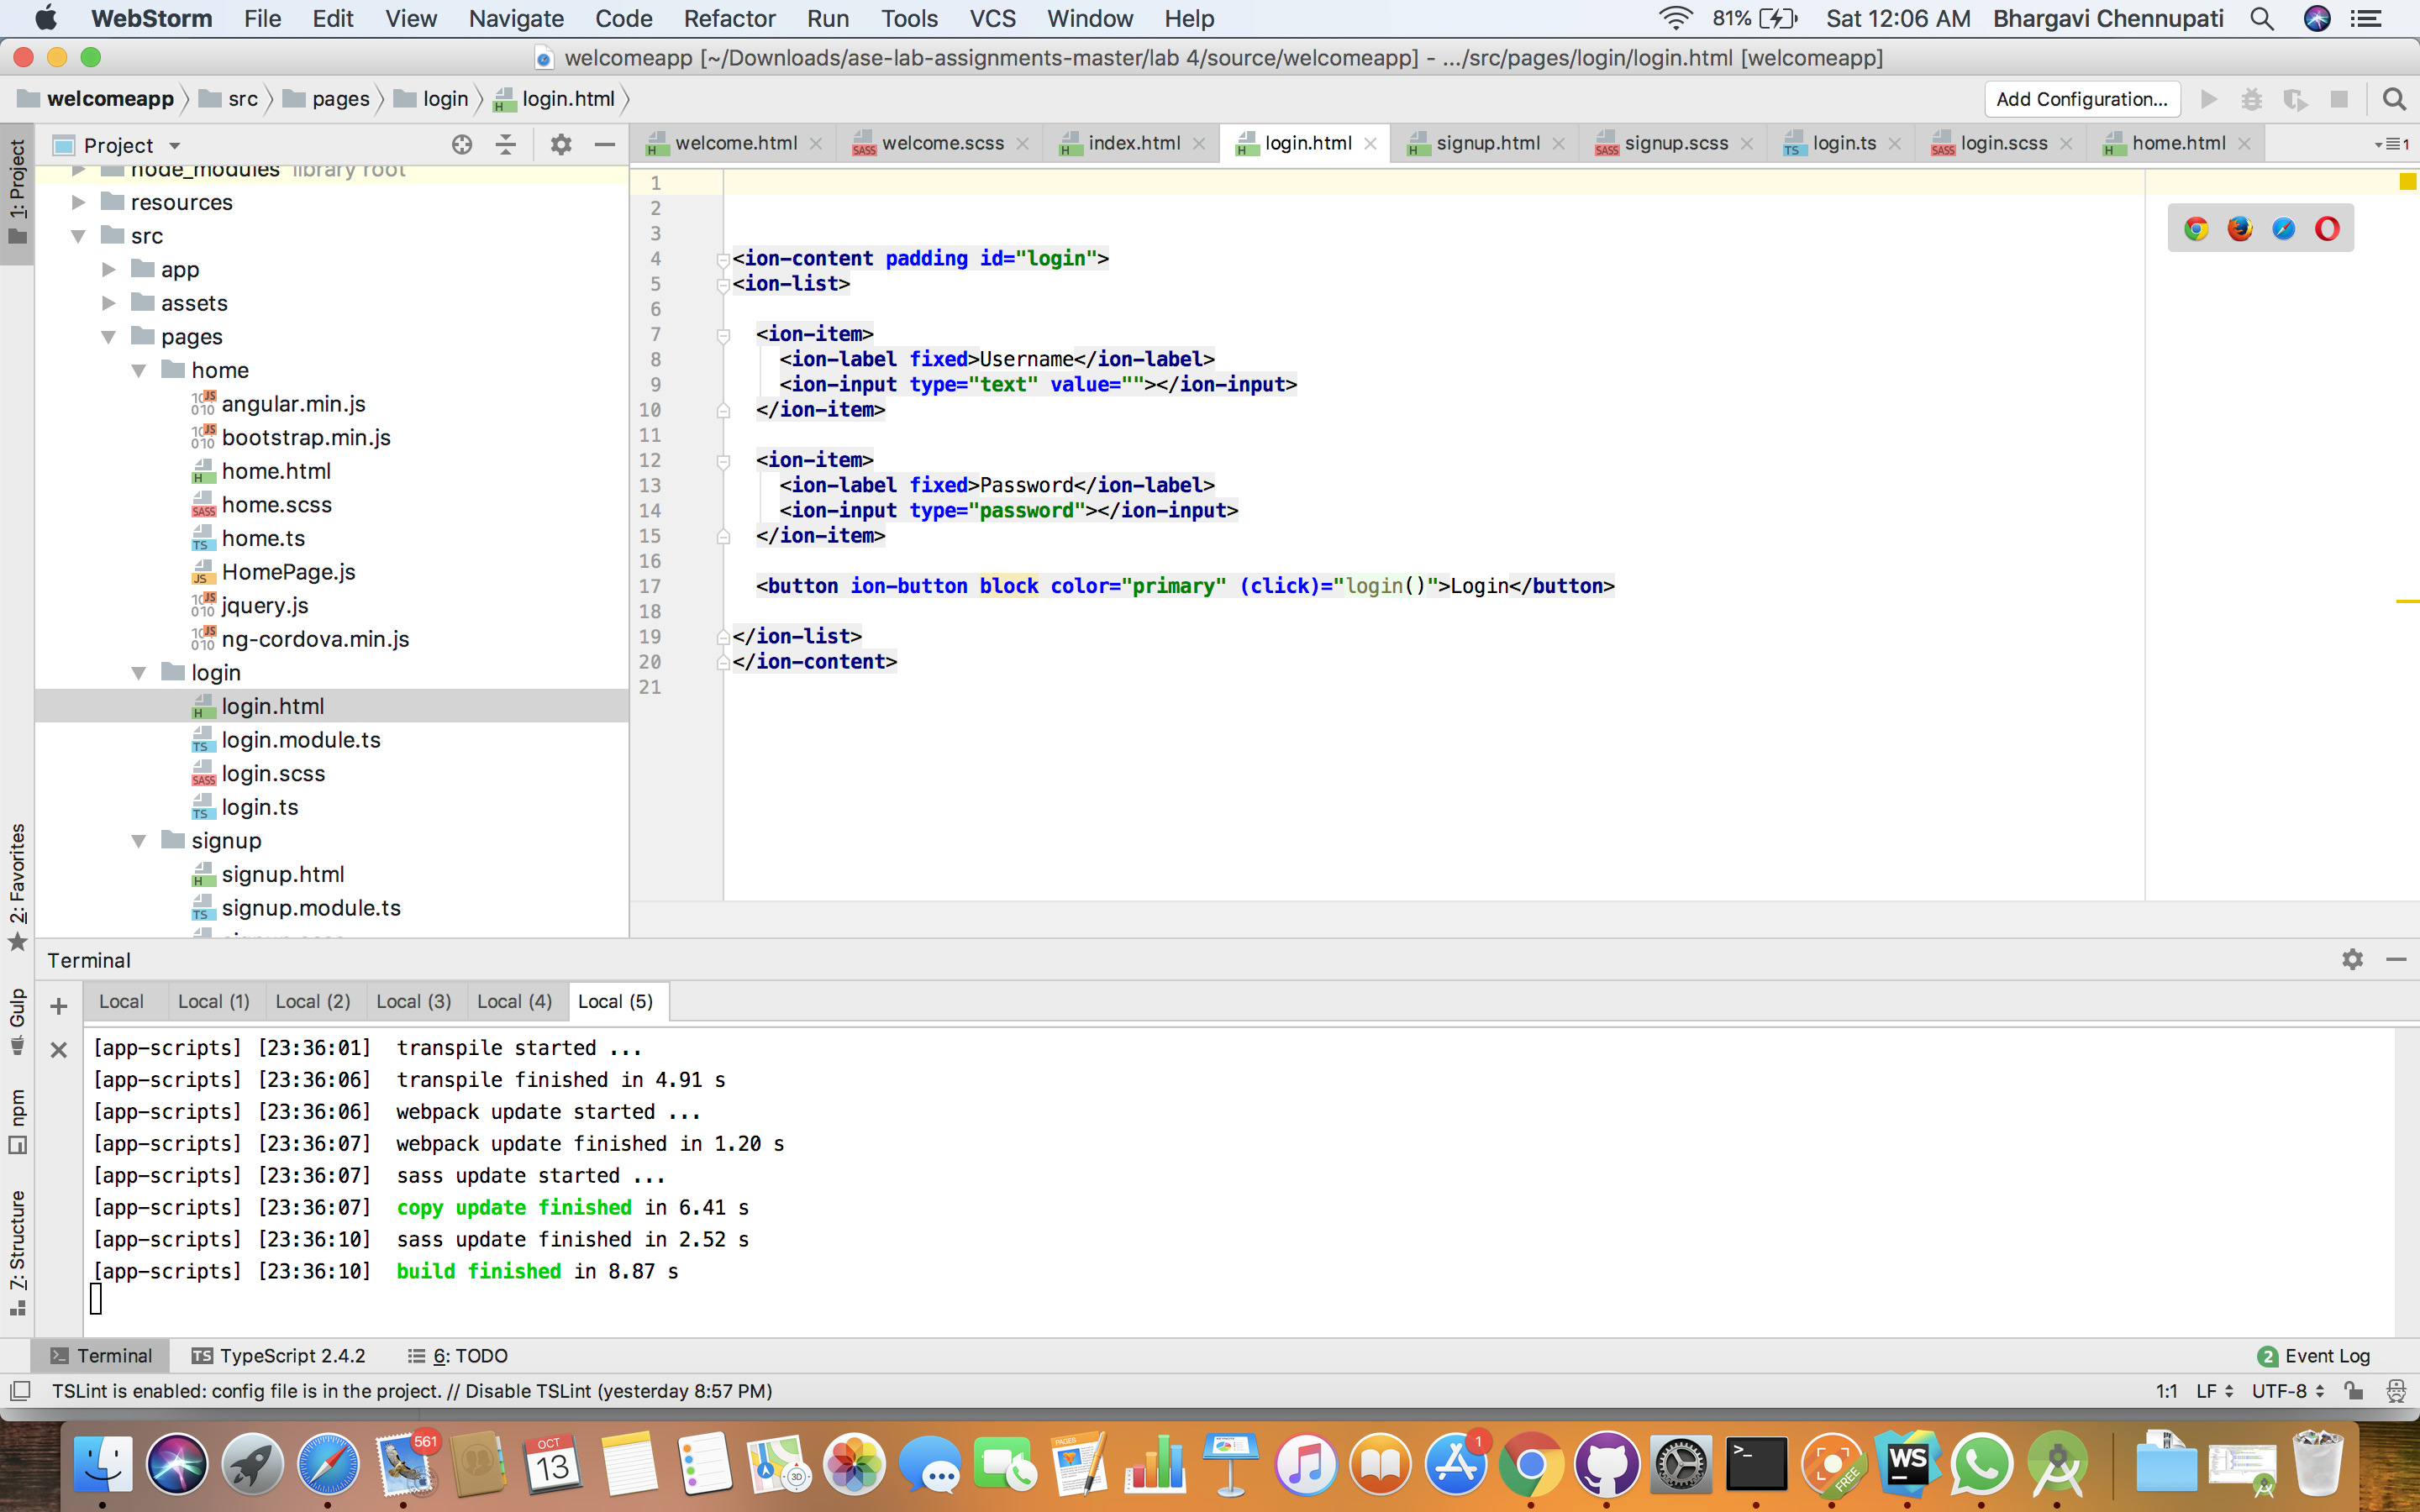 WebStorm File Edit View Navigate Code Refactor Run Tools VCS Window Help 81% Sat 12:06 AM Bhargavi Chennupati
welcomeapp [~/Downloads/ase-lab-assignments-master/lab 4/source/welcomeapp] - .../src/pages/login/login.html [welcomeapp]
welcomeapp src pages login login.html Add Configuration...
1: Project
Project
welcome.html welcome.scss index.html login.html signup.html signup.scss login.ts login.scss home.html 1
node_modules library root
resources
src
app
assets
pages
home
angular.min.js
bootstrap.min.js
home.html
home.scss
home.ts
HomePage.js
jquery.js
ng-cordova.min.js
login
login.html
login.module.ts
login.scss
login.ts
signup
signup.html
signup.module.ts
1
2
3
4 <ion-content padding id="login">
5 <ion-list>
6
7 <ion-item>
8 <ion-label fixed>Username</ion-label>
9 <ion-input type="text" value=""></ion-input>
10 </ion-item>
11
12 <ion-item>
13 <ion-label fixed>Password</ion-label>
14 <ion-input type="password"></ion-input>
15 </ion-item>
16
17 <button ion-button block color="primary" (click)="login()">Login</button>
18
19 </ion-list>
20 </ion-content>
21
2: Favorites
Gulp
npm
7: Structure
Terminal
Local Local (1) Local (2) Local (3) Local (4) Local (5)
[app-scripts] [23:36:01] transpile started ...
[app-scripts] [23:36:06] transpile finished in 4.91 s
[app-scripts] [23:36:06] webpack update started ...
[app-scripts] [23:36:07] webpack update finished in 1.20 s
[app-scripts] [23:36:07] sass update started ...
[app-scripts] [23:36:07] copy update finished in 6.41 s
[app-scripts] [23:36:10] sass update finished in 2.52 s
[app-scripts] [23:36:10] build finished in 8.87 s
Terminal TS TypeScript 2.4.2 6: TODO 2 Event Log
TSLint is enabled: config file is in the project. // Disable TSLint (yesterday 8:57 PM) 1:1 LF UTF-8
561 OCT 13 3D PAGES 1 >_ FREE WS